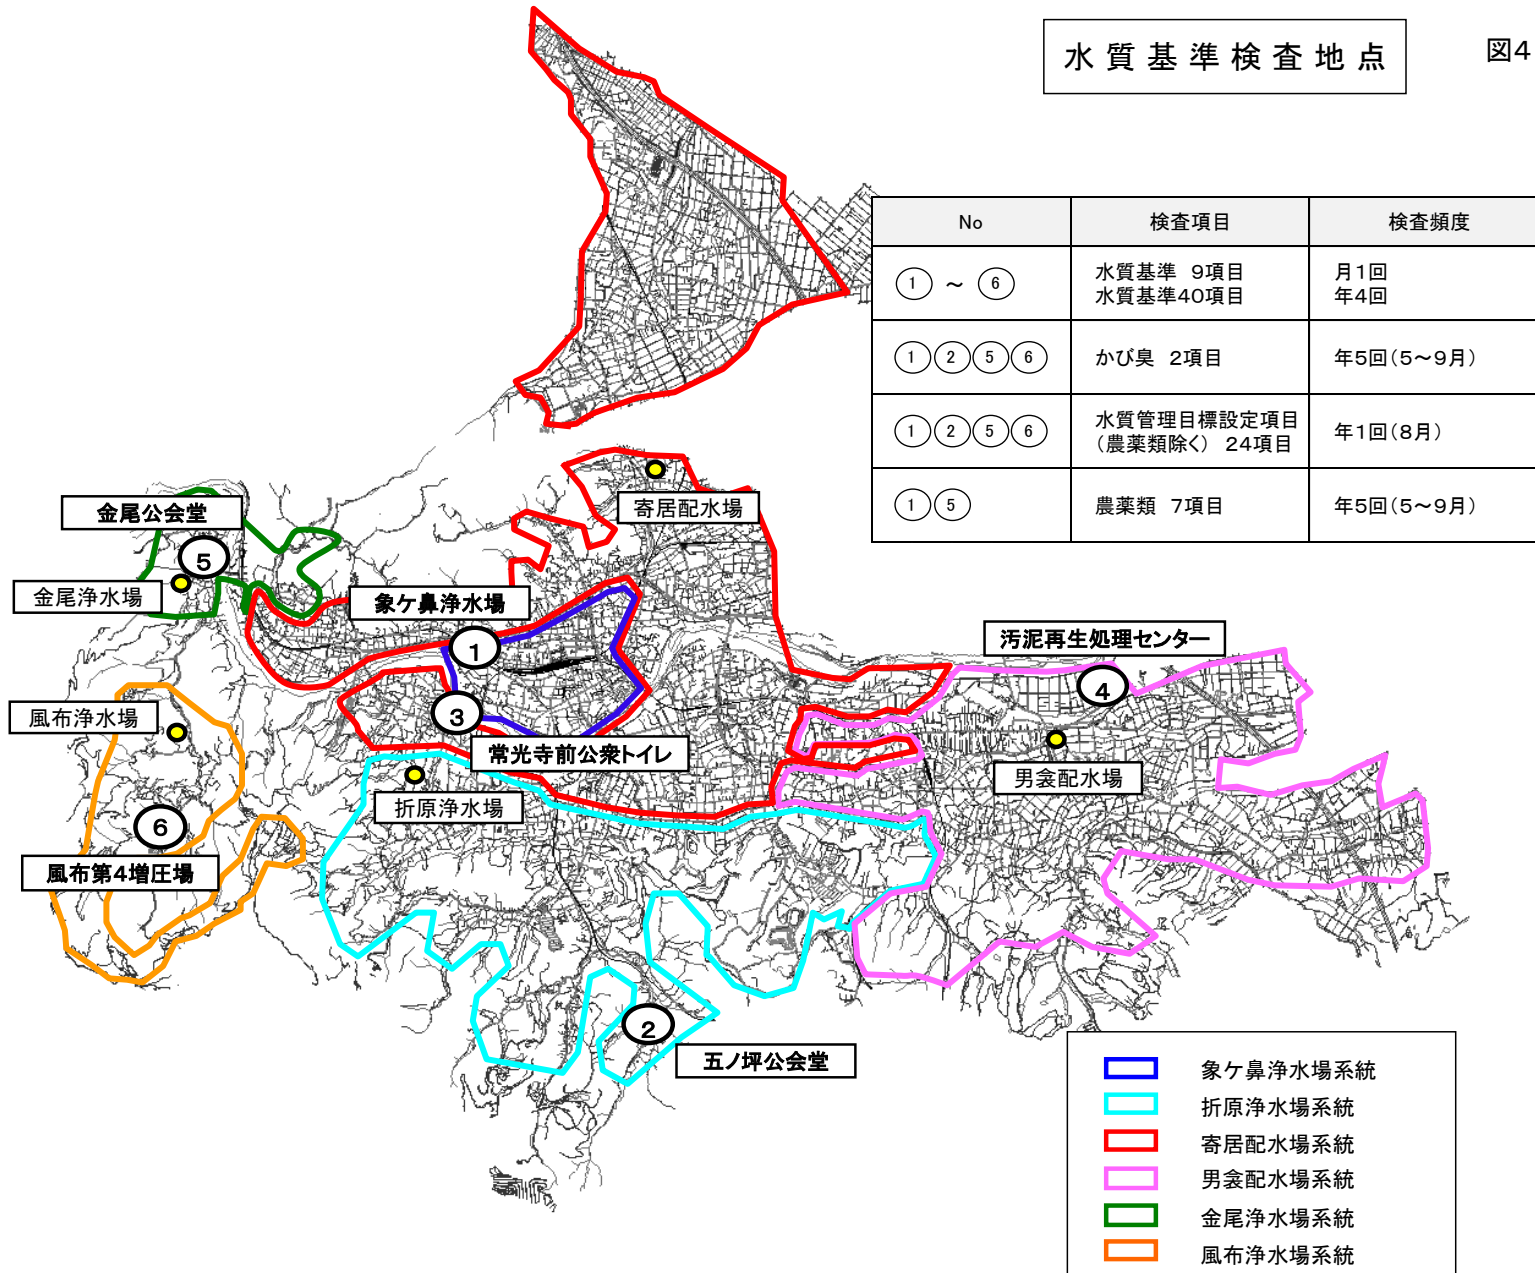 水質基準検査地点
図4
No 検査項目 検査頻度
① ～ ⑥ 水質基準 9項目 月1回
水質基準40項目 年4回
①②⑤⑥ かび臭 2項目 年5回(5～9月)
①②⑤⑥ 水質管理目標設定項目 年1回(8月)
(農薬類除く) 24項目
①⑤ 農薬類 7項目 年5回(5～9月)
寄居配水場
金尾公会堂
5
金尾浄水場
象ケ鼻浄水場
1
汚泥再生処理センター
4
風布浄水場
3
常光寺前公衆トイレ
男衾配水場
折原浄水場
6
風布第4増圧場
2
五ノ坪公会堂
象ケ鼻浄水場系統
折原浄水場系統
寄居配水場系統
男衾配水場系統
金尾浄水場系統
風布浄水場系統